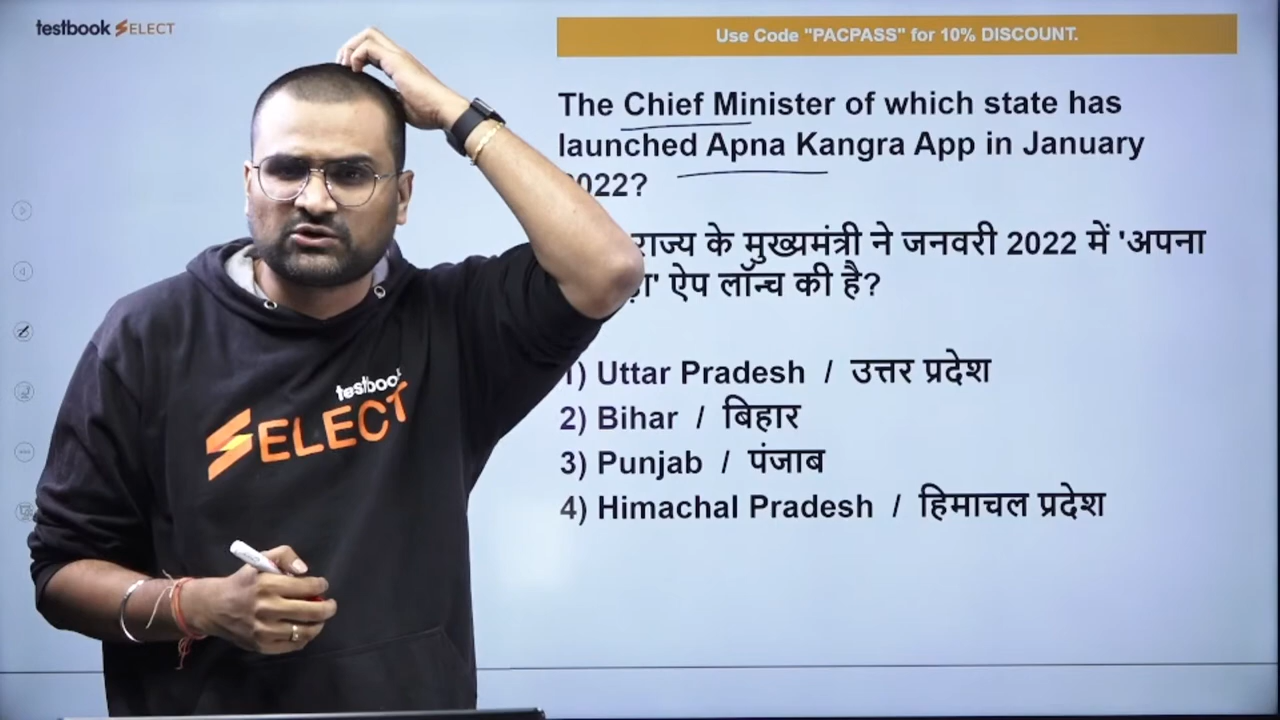 testbook SELECT
Use Code "PACPASS" for 10% DISCOUNT.
The Chief Minister of which state has
launched Apna Kangra App in January
2022?
राज्य के मुख्यमंत्री ने जनवरी 2022 में 'अपना
ऐप लॉन्च की है?
1) Uttar Pradesh / उत्तर प्रदेश
2) Bihar / बिहार
3) Punjab / पंजाब
4) Himachal Pradesh / हिमाचल प्रदेश
testbook
SELECT